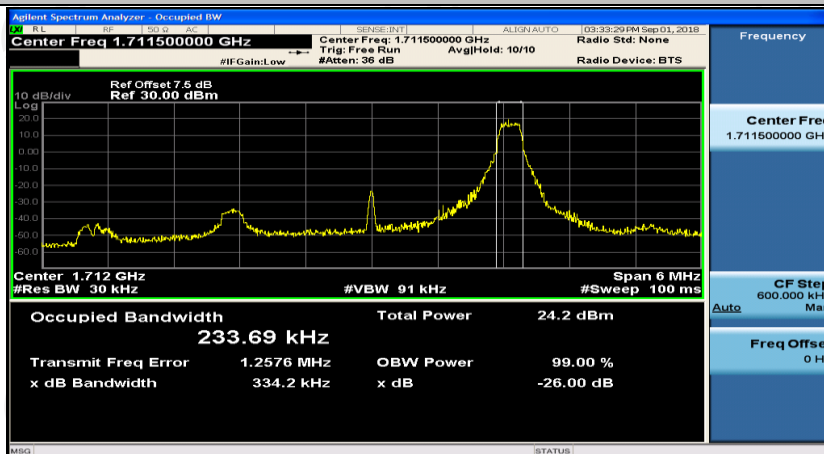 Agilent Spectrum Analyzer - Occupied BW
LXI RL RF 50 Ω AC SENSE:INT ALIGN AUTO 03:33:29 PM Sep 01, 2018
Center Freq 1.711500000 GHz
Center Freq: 1.711500000 GHz Radio Std: None
Trig: Free Run Avg|Hold: 10/10
#IFGain:Low #Atten: 36 dB Radio Device: BTS
Ref Offset 7.5 dB
10 dB/div Ref 30.00 dBm
Log
20.0
10.0
0.00
-10.0
-20.0
-30.0
-40.0
-50.0
-60.0
Center 1.712 GHz Span 6 MHz
#Res BW 30 kHz #VBW 91 kHz #Sweep 100 ms
Occupied Bandwidth Total Power 24.2 dBm
233.69 kHz
Transmit Freq Error 1.2576 MHz OBW Power 99.00 %
x dB Bandwidth 334.2 kHz x dB -26.00 dB
MSG STATUS
Frequency
Center Fre
1.711500000 GH
CF Step
600.000 kH
Auto Ma
Freq Offse
0 H